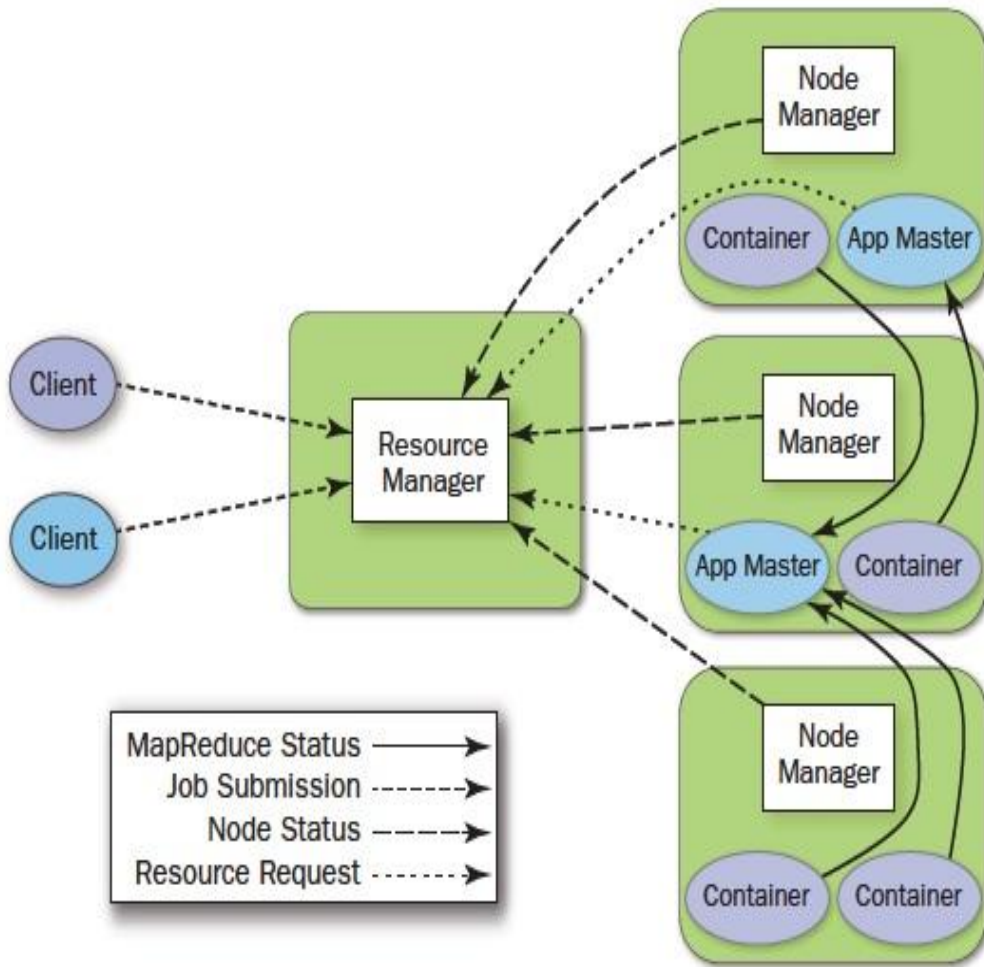 Node
Manager
Container
App Master
Client
Client
Resource
Manager
Node
Manager
App Master
Container
Node
Manager
Container
Container
MapReduce Status
Job Submission
Node Status
Resource Request